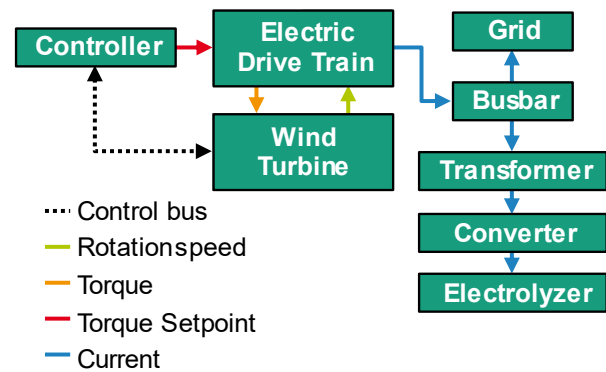 Controller
Electric
Drive Train
Grid
Busbar
Wind
Turbine
Transformer
Converter
Electrolyzer
Control bus
Rotationspeed
Torque
Torque Setpoint
Current